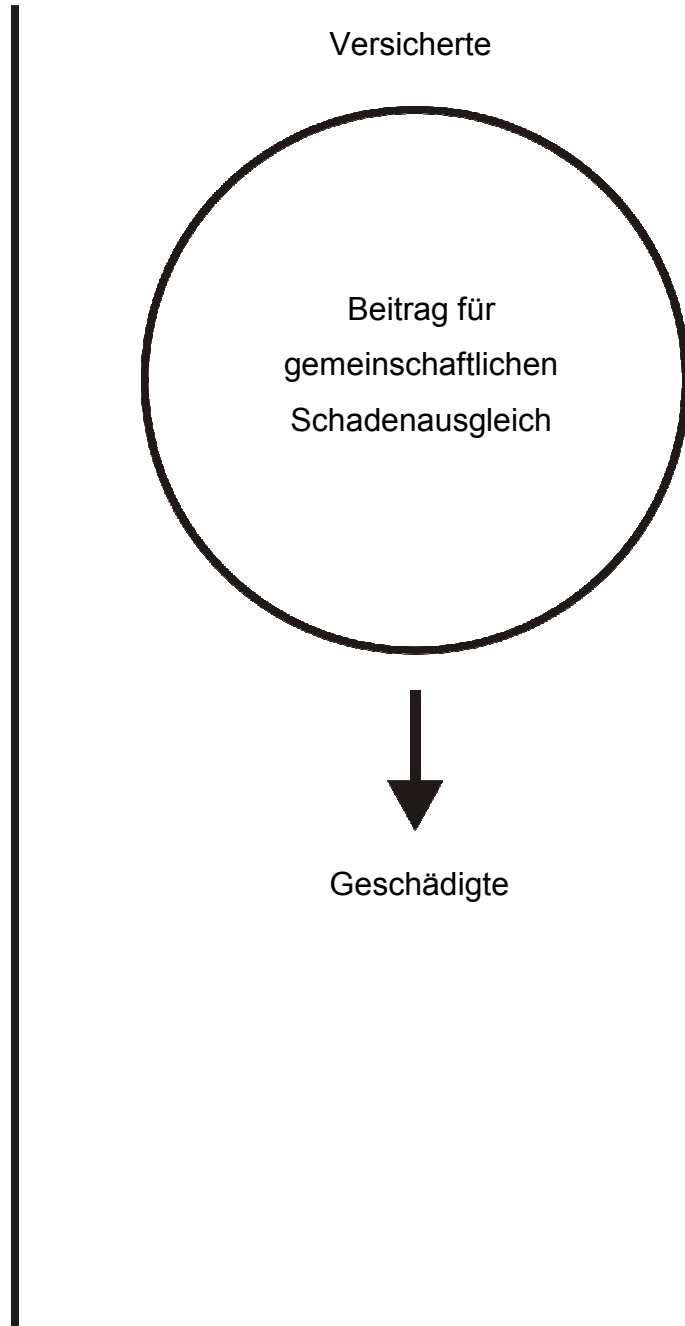 Versicherte
Beitrag für
gemeinschaftlichen
Schadenausgleich
Geschädigte